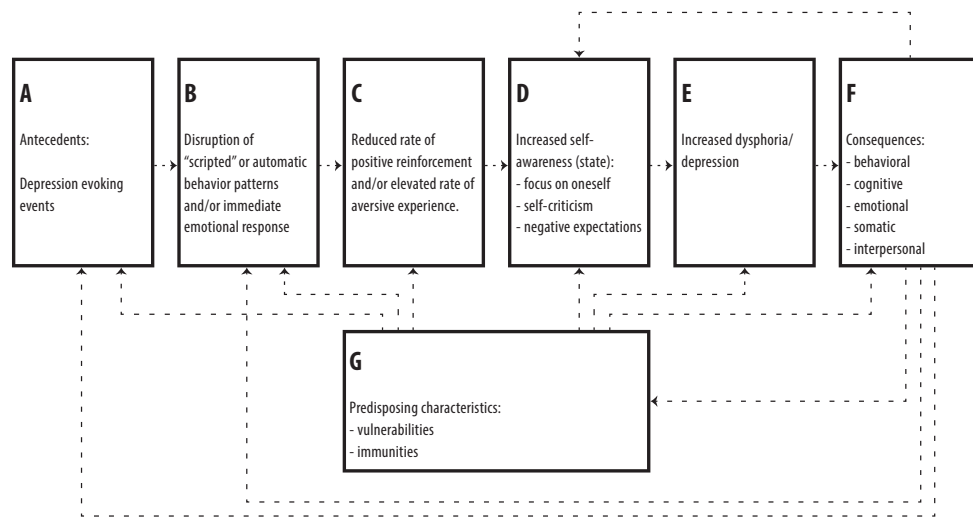 A
Antecedents:
Depression evoking
events
B
Disruption of
“scripted” or automatic
behavior patterns
and/or immediate
emotional response
C
Reduced rate of
positive reinforcement
and/or elevated rate of
aversive experience.
D
Increased self-
awareness (state):
- focus on oneself
- self-criticism
- negative expectations
E
Increased dysphoria/
depression
F
Consequences:
- behavioral
- cognitive
- emotional
- somatic
- interpersonal
G
Predisposing characteristics:
- vulnerabilities
- immunities